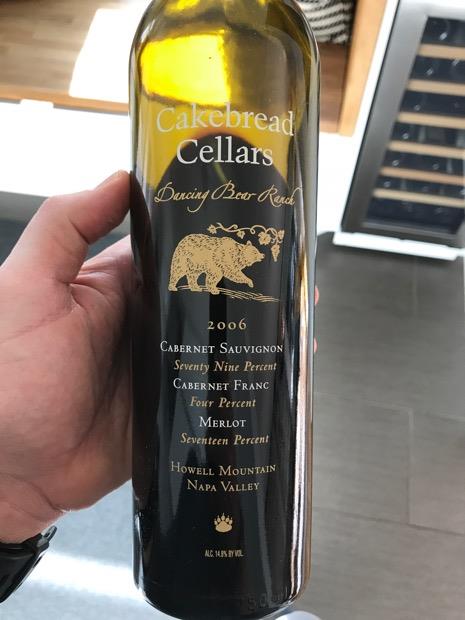 Cakebread
Cellars
Dancing Bear Ranch
2006
CABERNET SAUVIGNON
Seventy Nine Percent
CABERNET FRANC
Four Percent
MERLOT
Seventeen Percent
HOWELL MOUNTAIN
NAPA VALLEY
ALC. 14.8% BY VOL.